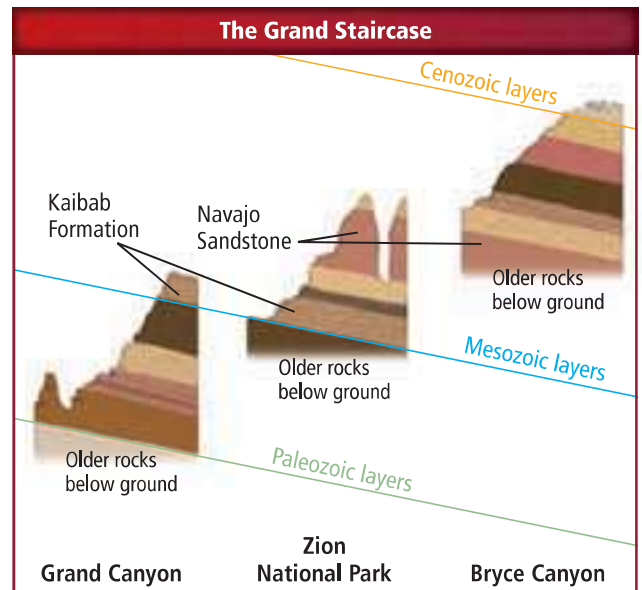 The Grand Staircase
Cenozoic layers
Kaibab
Formation
Navajo
Sandstone
Older rocks
below ground
Mesozoic layers
Older rocks
below ground
Older rocks
below ground
Paleozoic layers
Grand Canyon
Zion
National Park
Bryce Canyon